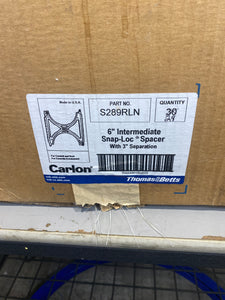 Made in U.S.A.
PART NO.
S289RLN
QUANTITY
30
6" Intermediate
Snap-Loc® Spacer
With 3" Separation
Carlon®
Thomas&Betts